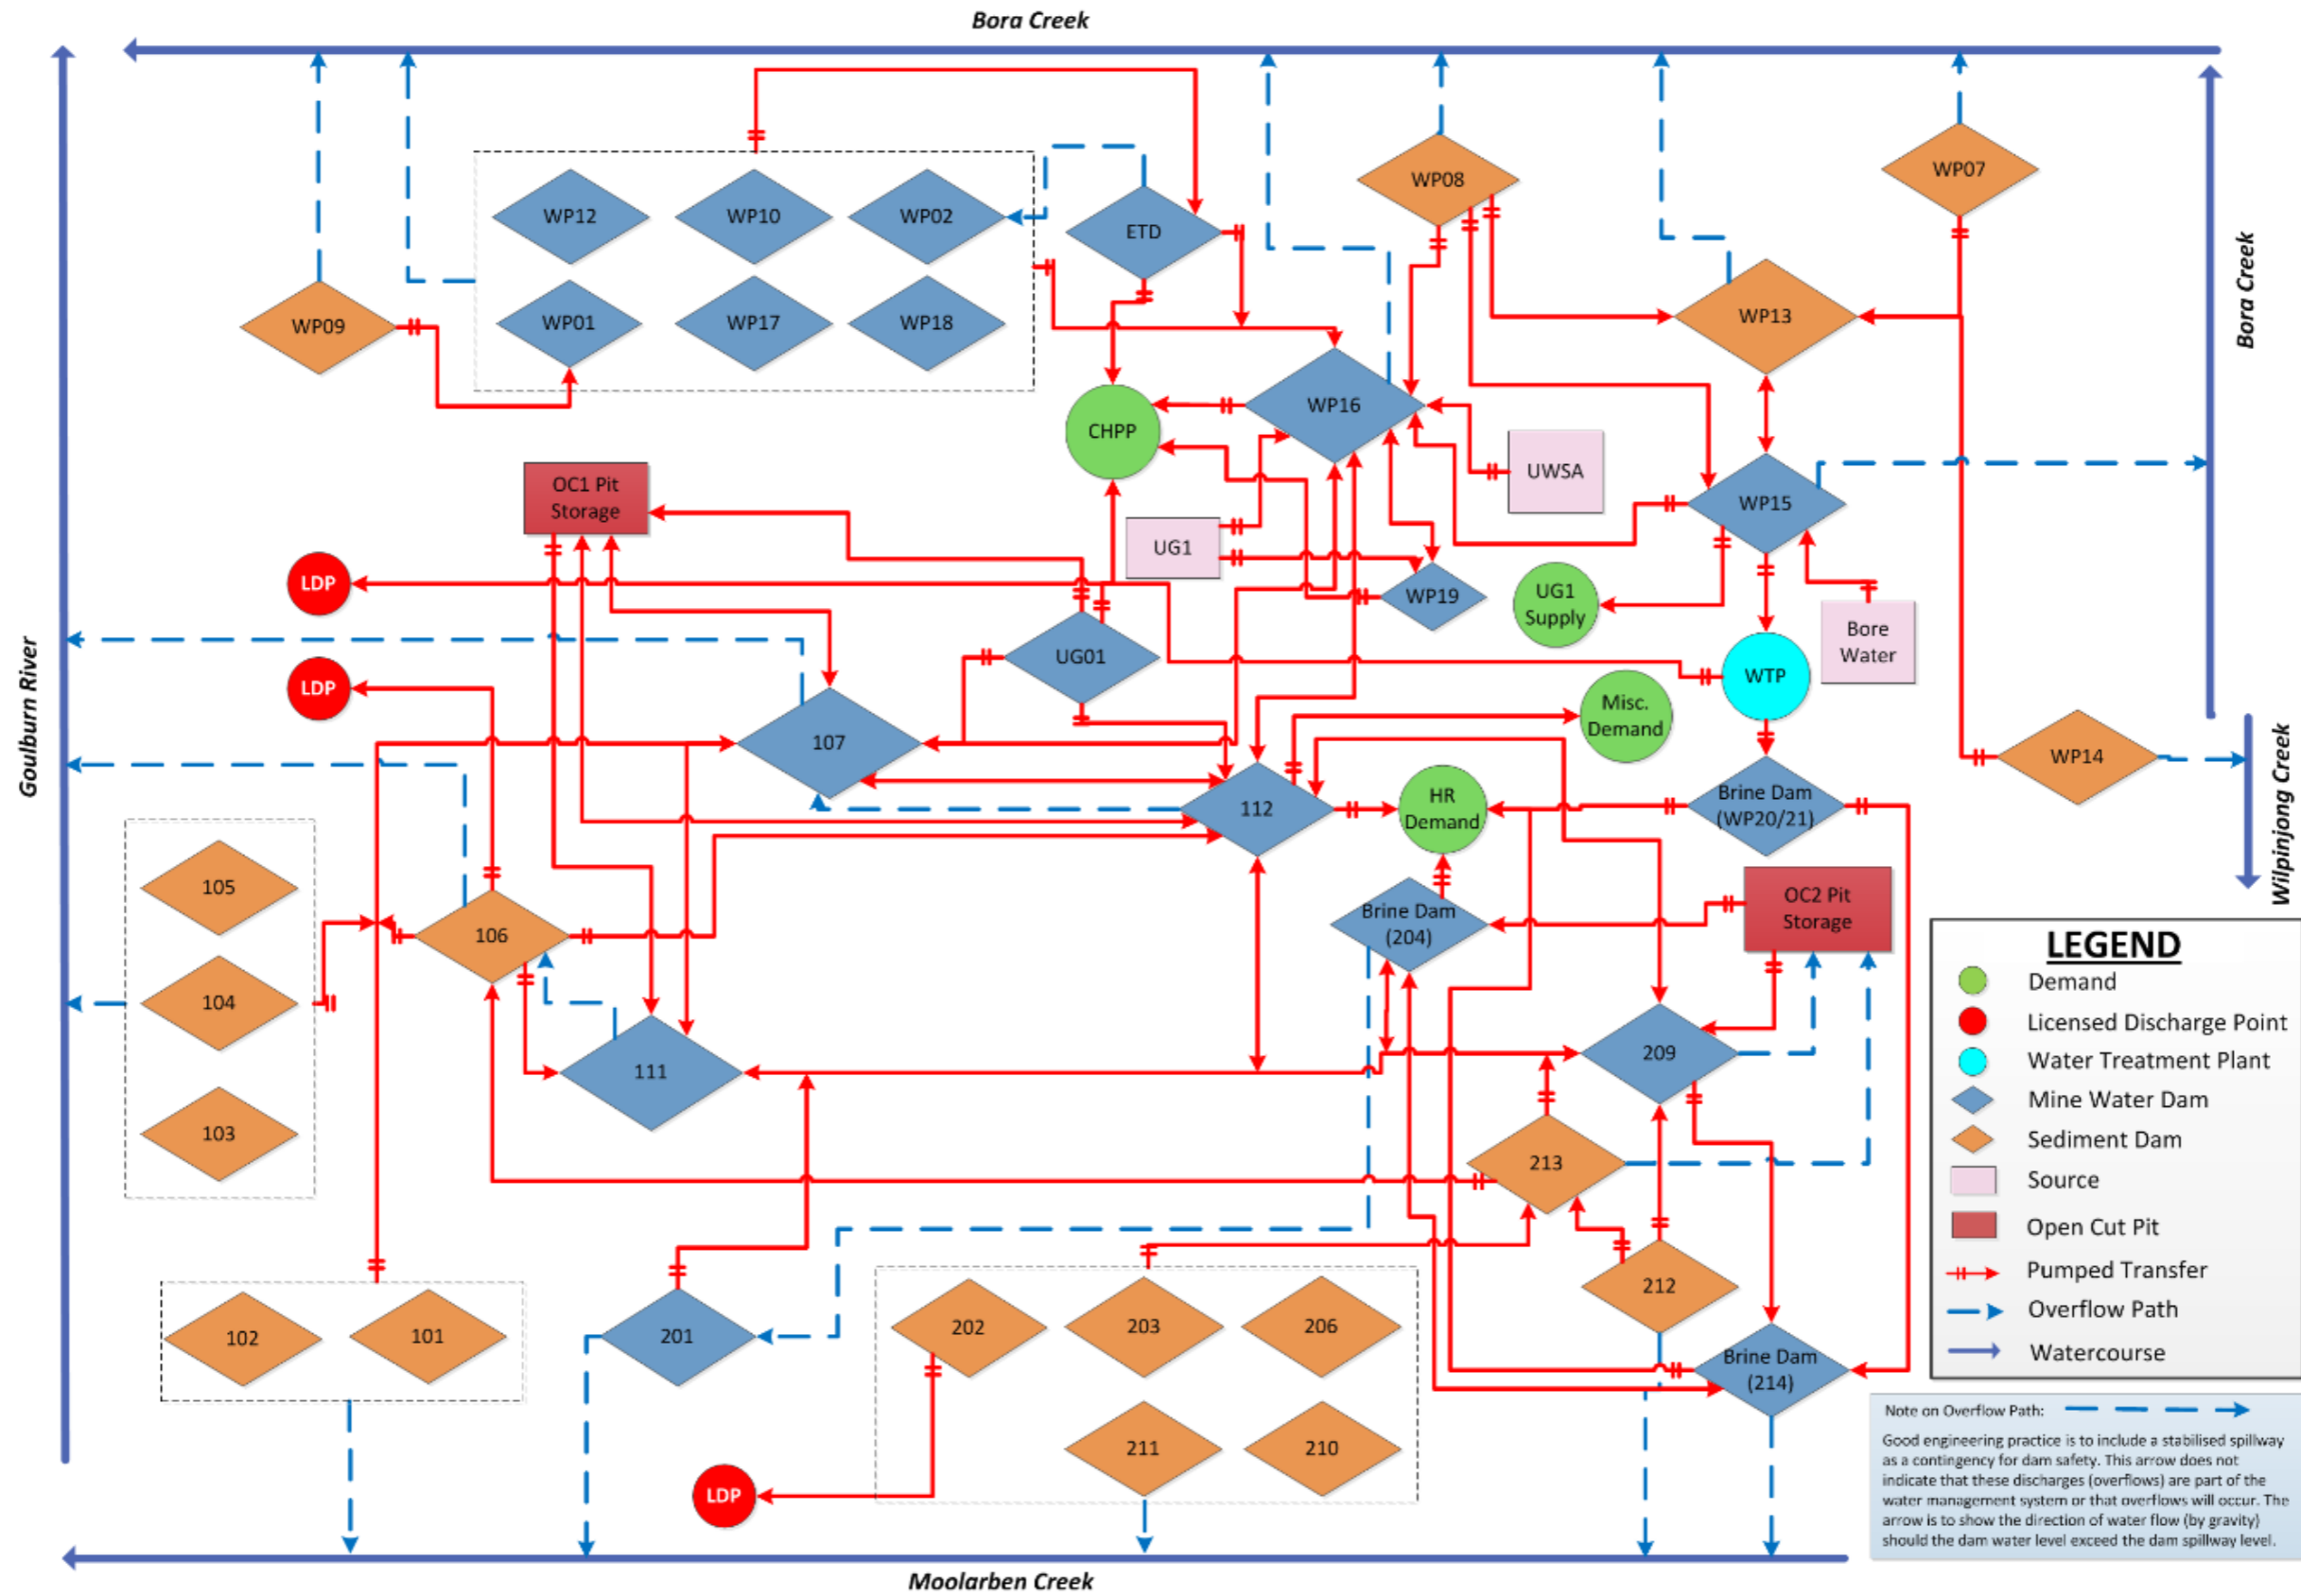 Bora Creek
WP12
WP10
WP02
ETD
WP08
WP07
WP09
WP01
WP17
WP18
WP13
Bora Creek
WP16
CHPP
OC1 Pit
Storage
UWSA
WP15
UG1
LDP
WP19
UG1
Supply
Bore
Water
UG01
WTP
LDP
Misc.
Demand
Goulburn River
107
WP14
112
HR
Demand
Brine Dam
(WP20/21)
Wilpinjong Creek
105
106
Brine Dam
(204)
OC2 Pit
Storage
104
111
209
103
213
102
101
201
202
203
206
212
211
210
Brine Dam
(214)
LDP
Moolarben Creek
LEGEND
Demand
Licensed Discharge Point
Water Treatment Plant
Mine Water Dam
Sediment Dam
Source
Open Cut Pit
Pumped Transfer
Overflow Path
Watercourse
Note on Overflow Path:
Good engineering practice is to include a stabilised spillway
as a contingency for dam safety. This arrow does not
indicate that these discharges (overflows) are part of the
water management system or that overflows will occur. The
arrow is to show the direction of water flow (by gravity)
should the dam water level exceed the dam spillway level.